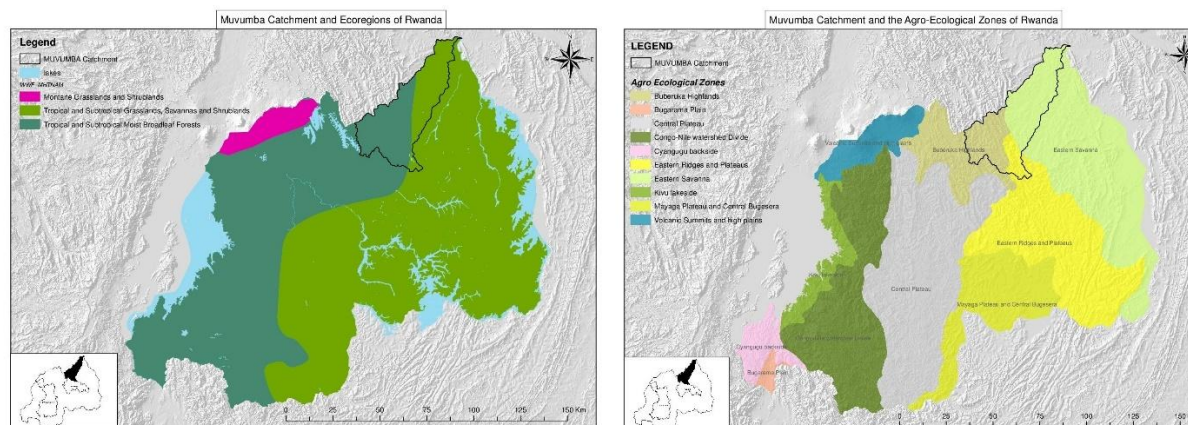 Muvumba Catchment and Ecoregions of Rwanda
Legend
MUVUMBA Catchment
lakes
Montane Grasslands and Shrublands
Tropical and Subtropical Grasslands, Savannas and Shrublands
Tropical and Subtropical Moist Broadleaf Forests
0 25 50 75 100 125 150 Km
Muvumba Catchment and the Agro-Ecological Zones of Rwanda
LEGEND
MUVUMBA Catchment
Agro Ecological Zones
Buberuka Highlands
Bugarama Plain
Central Plateau
Congo-Nile watershed Divide
Cyangugu backside
Eastern Ridges and Plateaus
Eastern Savanna
Kivu lakeside
Mayaga Plateau and Central Bugesera
Volcanic Summits and high plains
Buberuka Highlands
Eastern Savanna
Eastern Ridges and Plateaus
Central Plateau
Mayaga Plateau and Central Bugesera
Cyangugu backside
Bugarama Plain
0 25 50 75 100 125 150